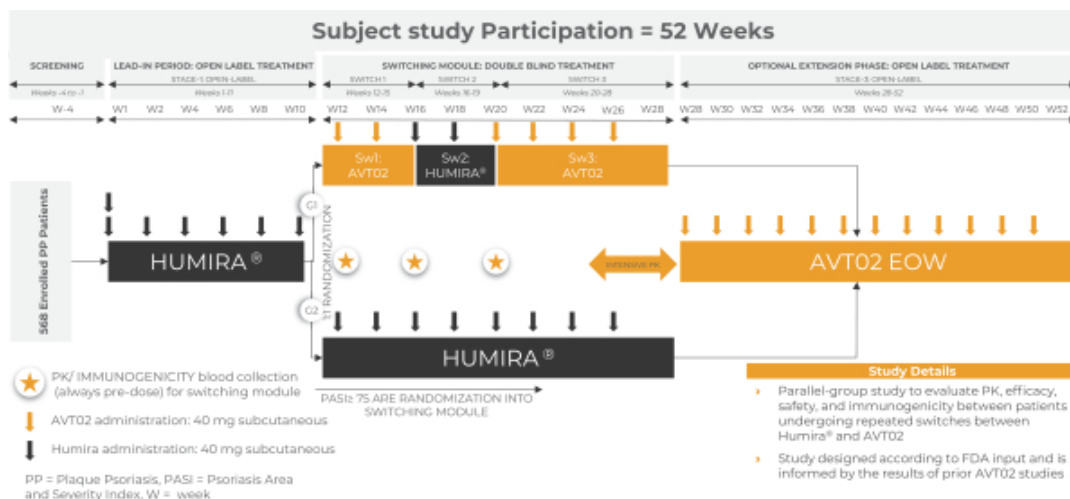 Subject study Participation = 52 Weeks
SCREENING
Weeks -4 to -1
W-4
LEAD-IN PERIOD: OPEN LABEL TREATMENT
STAGE-1 OPEN-LABEL
Weeks 1-11
W1 W2 W4 W6 W8 W10
SWITCHING MODULE: DOUBLE BLIND TREATMENT
SWITCH 1 SWITCH 2 SWITCH 3
Weeks 12-15 Weeks 16-19 Weeks 20-28
W12 W14 W16 W18 W20 W22 W24 W26 W28
OPTIONAL EXTENSION PHASE: OPEN LABEL TREATMENT
STAGE-3 OPEN-LABEL
Weeks 28-52
W28 W30 W32 W34 W36 W38 W40 W42 W44 W46 W48 W50 W52
568 Enrolled PP Patients
HUMIRA®
G1
G2
1:1 RANDOMIZATION
Sw1:
AVT02
Sw2:
HUMIRA®
Sw3:
AVT02
INTENSIVE PK
HUMIRA®
AVT02 EOW
PASI≥ 75 ARE RANDOMIZATION INTO
SWITCHING MODULE
PK/ IMMUNOGENICITY blood collection
(always pre-dose) for switching module
AVT02 administration: 40 mg subcutaneous
Humira administration: 40 mg subcutaneous
PP = Plaque Psoriasis, PASI = Psoriasis Area
and Severity Index, W = week
Study Details
Parallel-group study to evaluate PK, efficacy,
safety, and immunogenicity between patients
undergoing repeated switches between
Humira® and AVT02
Study designed according to FDA input and is
informed by the results of prior AVT02 studies